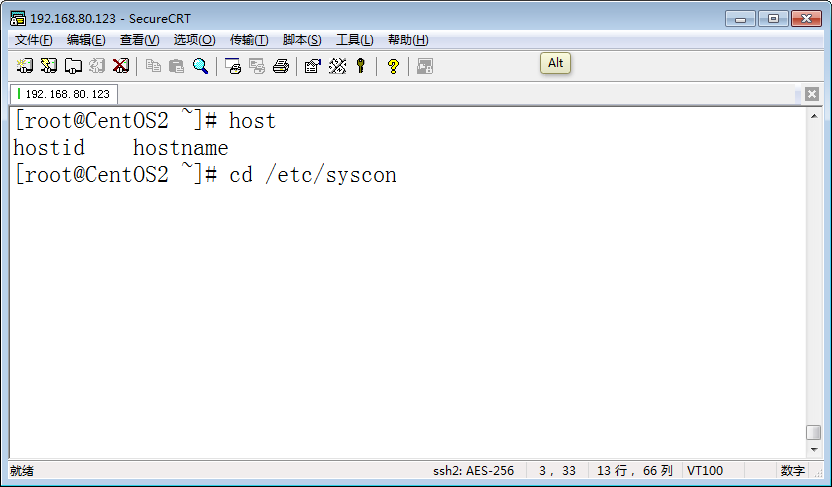 192.168.80.123 - SecureCRT
文件(F) 编辑(E) 查看(V) 选项(O) 传输(T) 脚本(S) 工具(L) 帮助(H)
Alt
192.168.80.123
[root@CentOS2 ~]# host
hostid    hostname
[root@CentOS2 ~]# cd /etc/syscon
就绪 ssh2: AES-256 3, 33 13 行, 66 列 VT100 数字